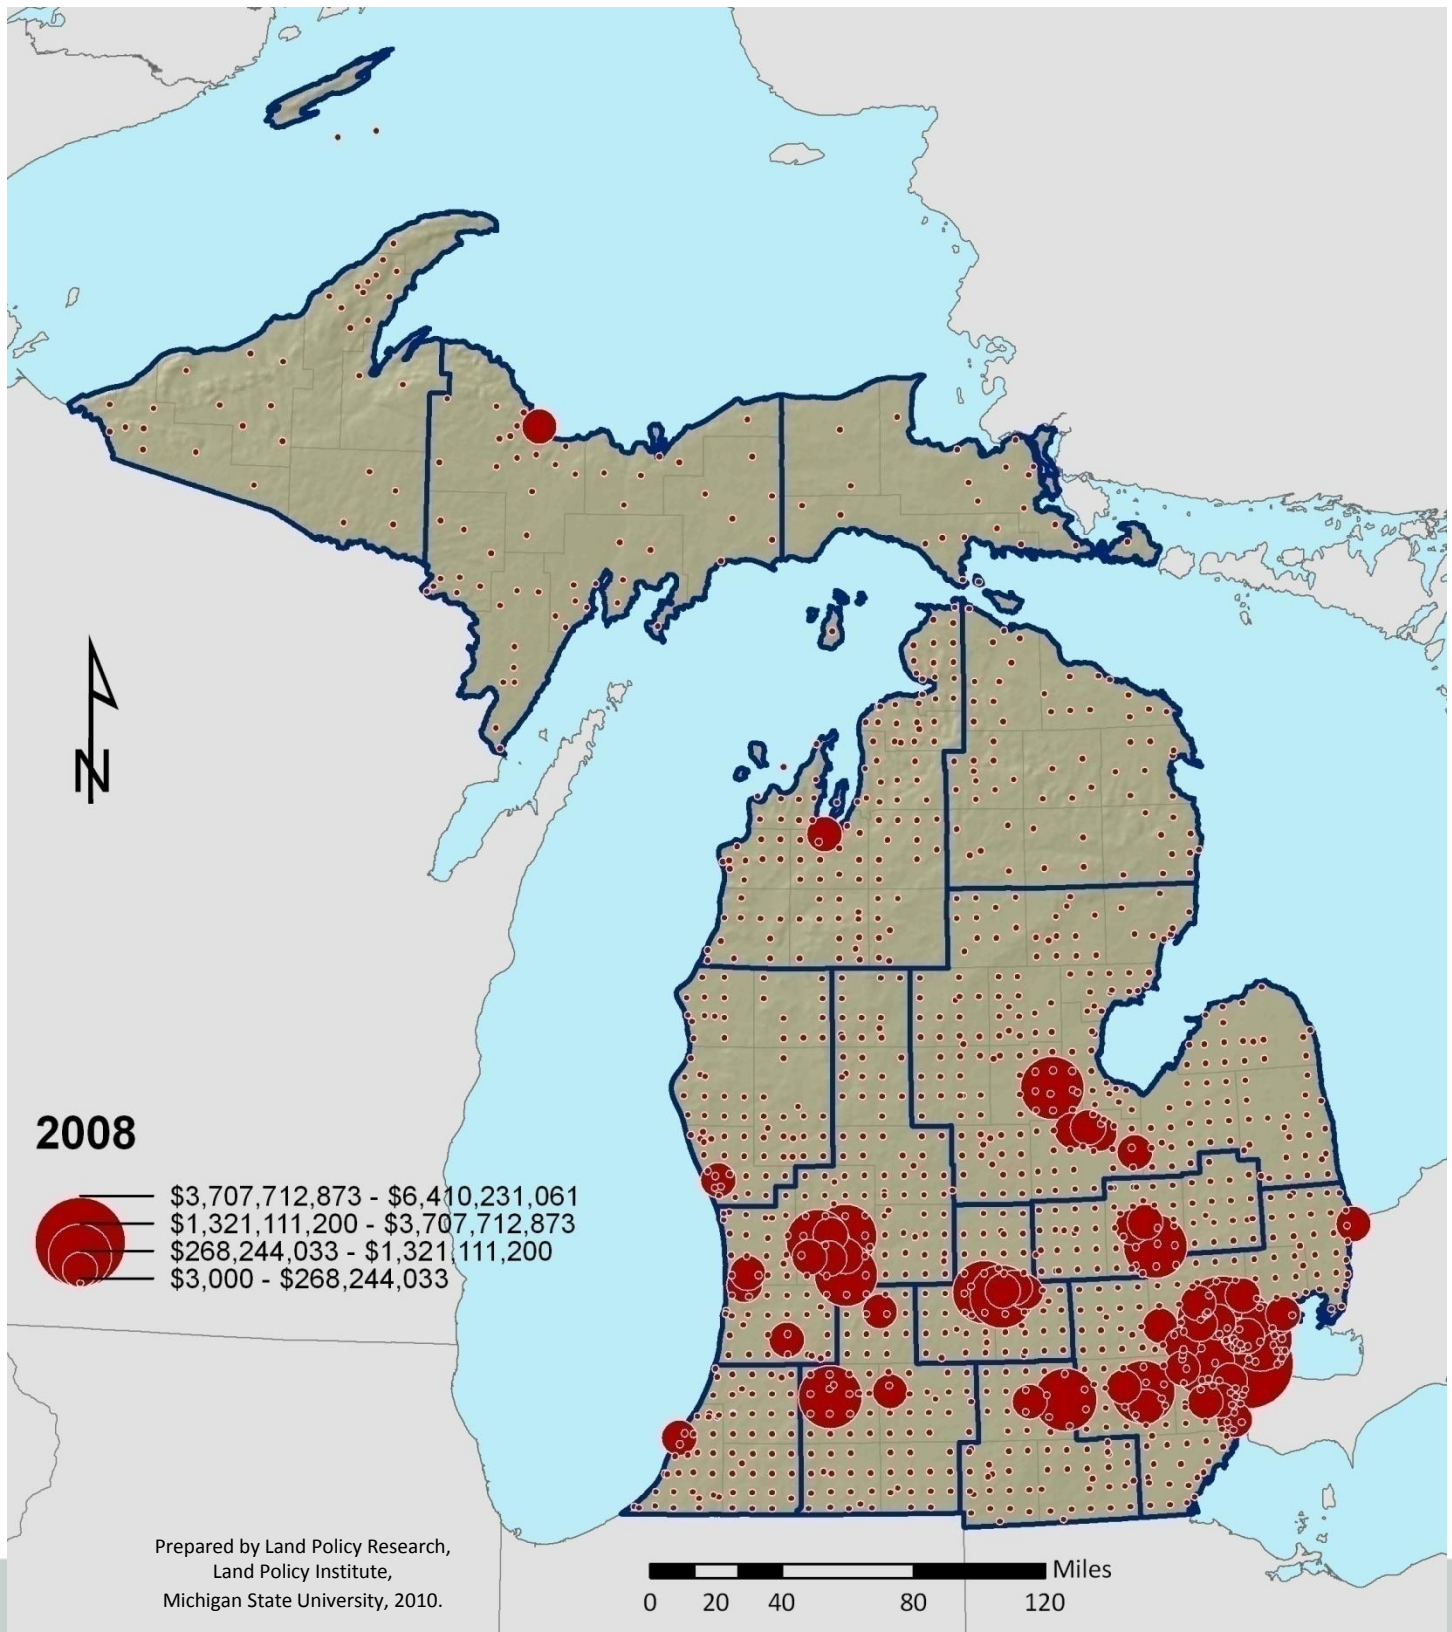 N
2008
$3,707,712,873 - $6,410,231,061
$1,321,111,200 - $3,707,712,873
$268,244,033 - $1,321,111,200
$3,000 - $268,244,033
Prepared by Land Policy Research,
Land Policy Institute,
Michigan State University, 2010.
Miles
0 20 40 80 120